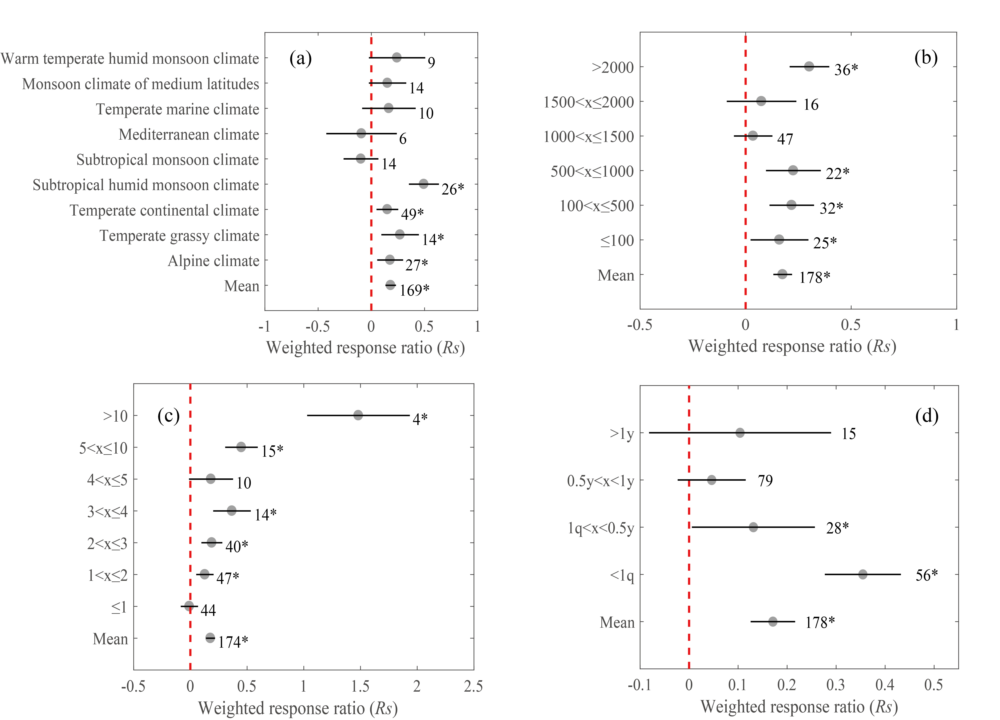 (a)
Warm temperate humid monsoon climate
9
Monsoon climate of medium latitudes
14
Temperate marine climate
10
Mediterranean climate
6
Subtropical monsoon climate
14
Subtropical humid monsoon climate
26*
Temperate continental climate
49*
Temperate grassy climate
14*
Alpine climate
27*
Mean
169*
-1 -0.5 0 0.5 1
Weighted response ratio (Rs)
(b)
>2000
36*
1500<x≤2000
16
1000<x≤1500
47
500<x≤1000
22*
100<x≤500
32*
≤100
25*
Mean
178*
-0.5 0 0.5 1
Weighted response ratio (Rs)
(c)
>10
4*
5<x≤10
15*
4<x≤5
10
3<x≤4
14*
2<x≤3
40*
1<x≤2
47*
≤1
44
Mean
174*
-0.5 0 0.5 1 1.5 2 2.5
Weighted response ratio (Rs)
(d)
>1y
15
0.5y<x<1y
79
1q<x<0.5y
28*
<1q
56*
Mean
178*
-0.1 0 0.1 0.2 0.3 0.4 0.5
Weighted response ratio (Rs)